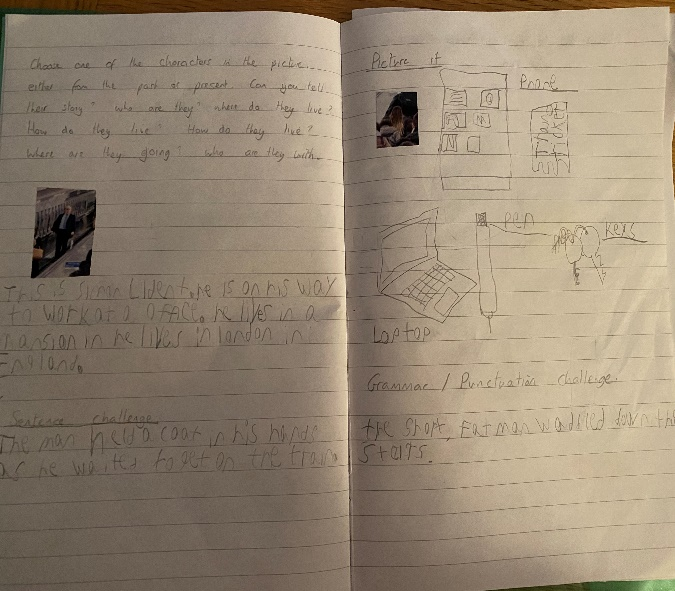 Choose one of the characters in the picture
either from the past or present. Can you tell
their story? who are they? where do they live?
How do they live? How do they live?
Where are they going? who are they with.
This is Simon he is on his way
to work at a office. he lives in a
mansion in he lives in london in
England.
Sentence challenge
The man held a coat in his hands
as he waited to get on the train
Picture it
Phone
train ticket
pen
keys
Laptop
Grammar / Punctuation challenge
the short, Fat man waddled down the
stairs.